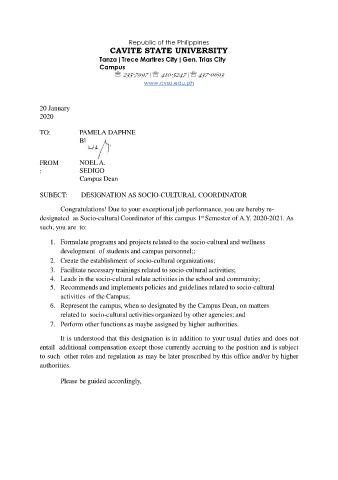 Republic of the Philippines
CAVITE STATE UNIVERSITY
Tanza | Trece Martires City | Gen. Trias City
Campus
☏ 235-7997 | ☏ 410-5247 | ☏ 437-0693
www.cvsu.edu.ph
20 January
2020
TO: PAMELA DAPHNE
B1
FROM NOEL A.
: SEDIGO
Campus Dean
SUBECT: DESIGNATION AS SOCIO-CULTURAL COORDINATOR
Congratulations! Due to your exceptional job performance, you are hereby re-
designated as Socio-cultural Coordinator of this campus 1st Semester of A.Y. 2020-2021. As
such, you are to:
1. Formulate programs and projects related to the socio-cultural and wellness
development of students and campus personnel;;
2. Create the establishment of socio-cultural organizations;
3. Facilitate necessary trainings related to socio-cultural activities;
4. Leads in the socio-cultural relate activities in the school and community;
5. Recommends and implements policies and guidelines related to socio-cultural
activities of the Campus;
6. Represent the campus, when so designated by the Campus Dean, on matters
related to socio-cultural activities organized by other agencies; and
7. Perform other functions as maybe assigned by higher authorities.
It is understood that this designation is in addition to your usual duties and does not
entail additional compensation except those currently accruing to the position and is subject
to such other roles and regulation as may be later prescribed by this office and/or by higher
authorities.
Please be guided accordingly,